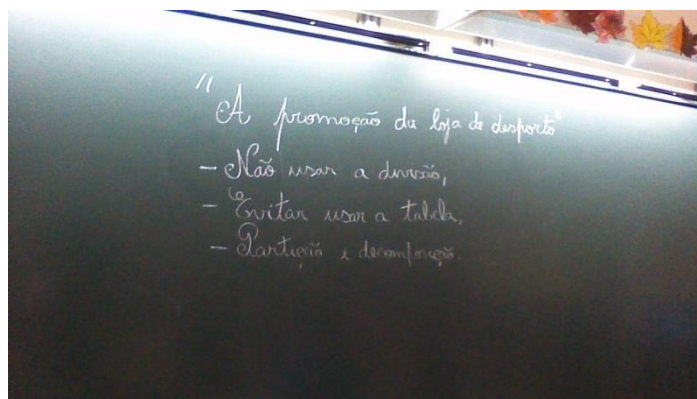 "A promoção da loja de desporto"
- Não usar a divisão,
- Evitar usar a tabela,
- Partição e decomposição.